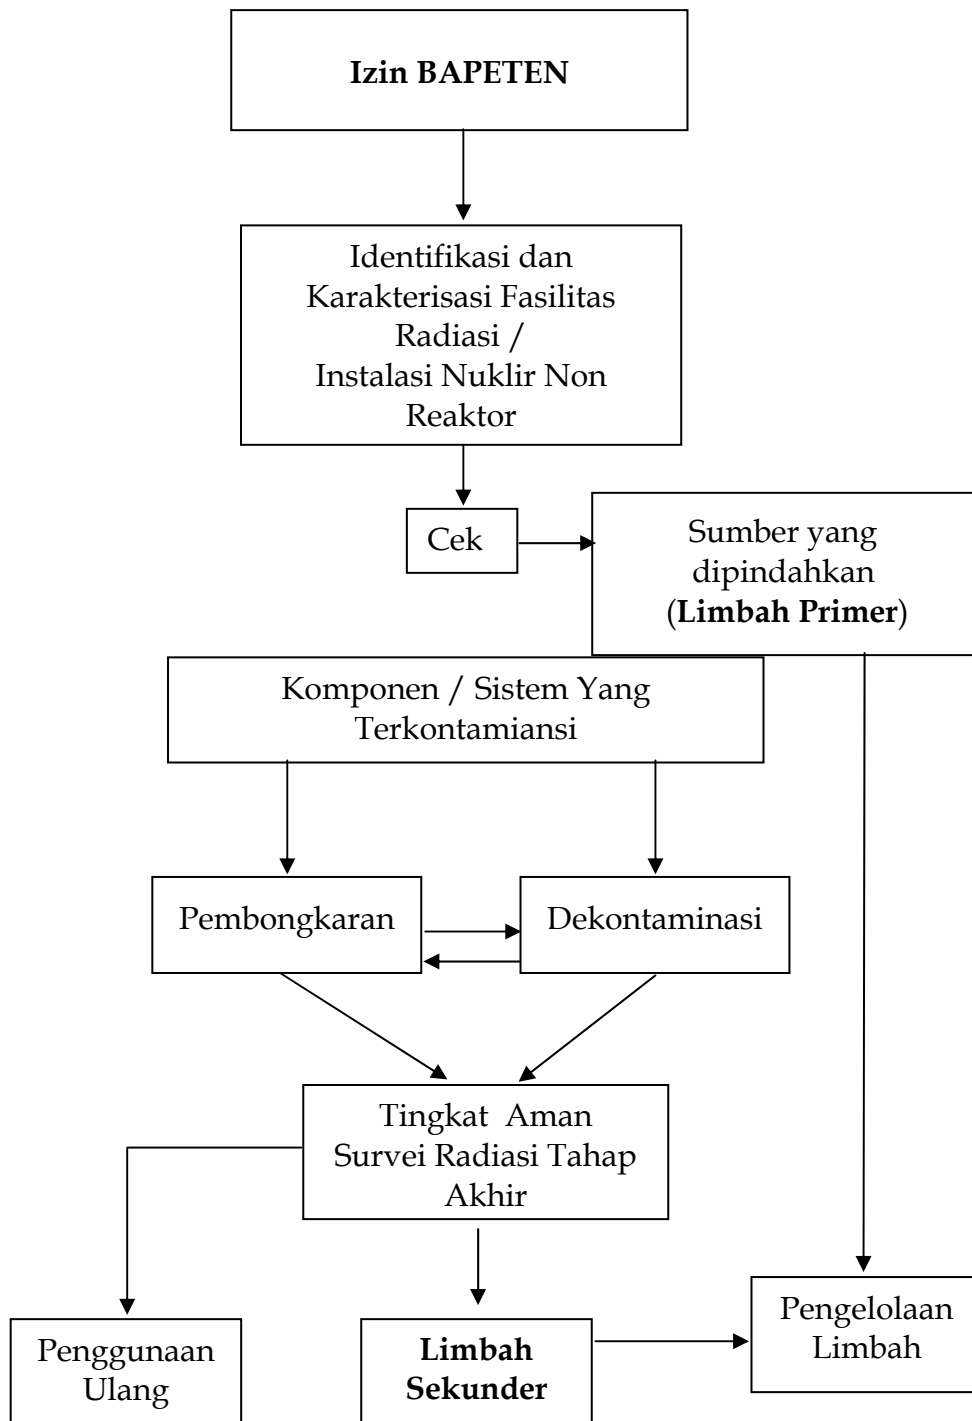 Izin BAPETEN
Identifikasi dan
Karakterisasi Fasilitas
Radiasi /
Instalasi Nuklir Non
Reaktor
Cek
Sumber yang
dipindahkan
(Limbah Primer)
Komponen / Sistem Yang
Terkontamiansi
Pembongkaran
Dekontaminasi
Tingkat Aman
Survei Radiasi Tahap
Akhir
Penggunaan
Ulang
Limbah
Sekunder
Pengelolaan
Limbah